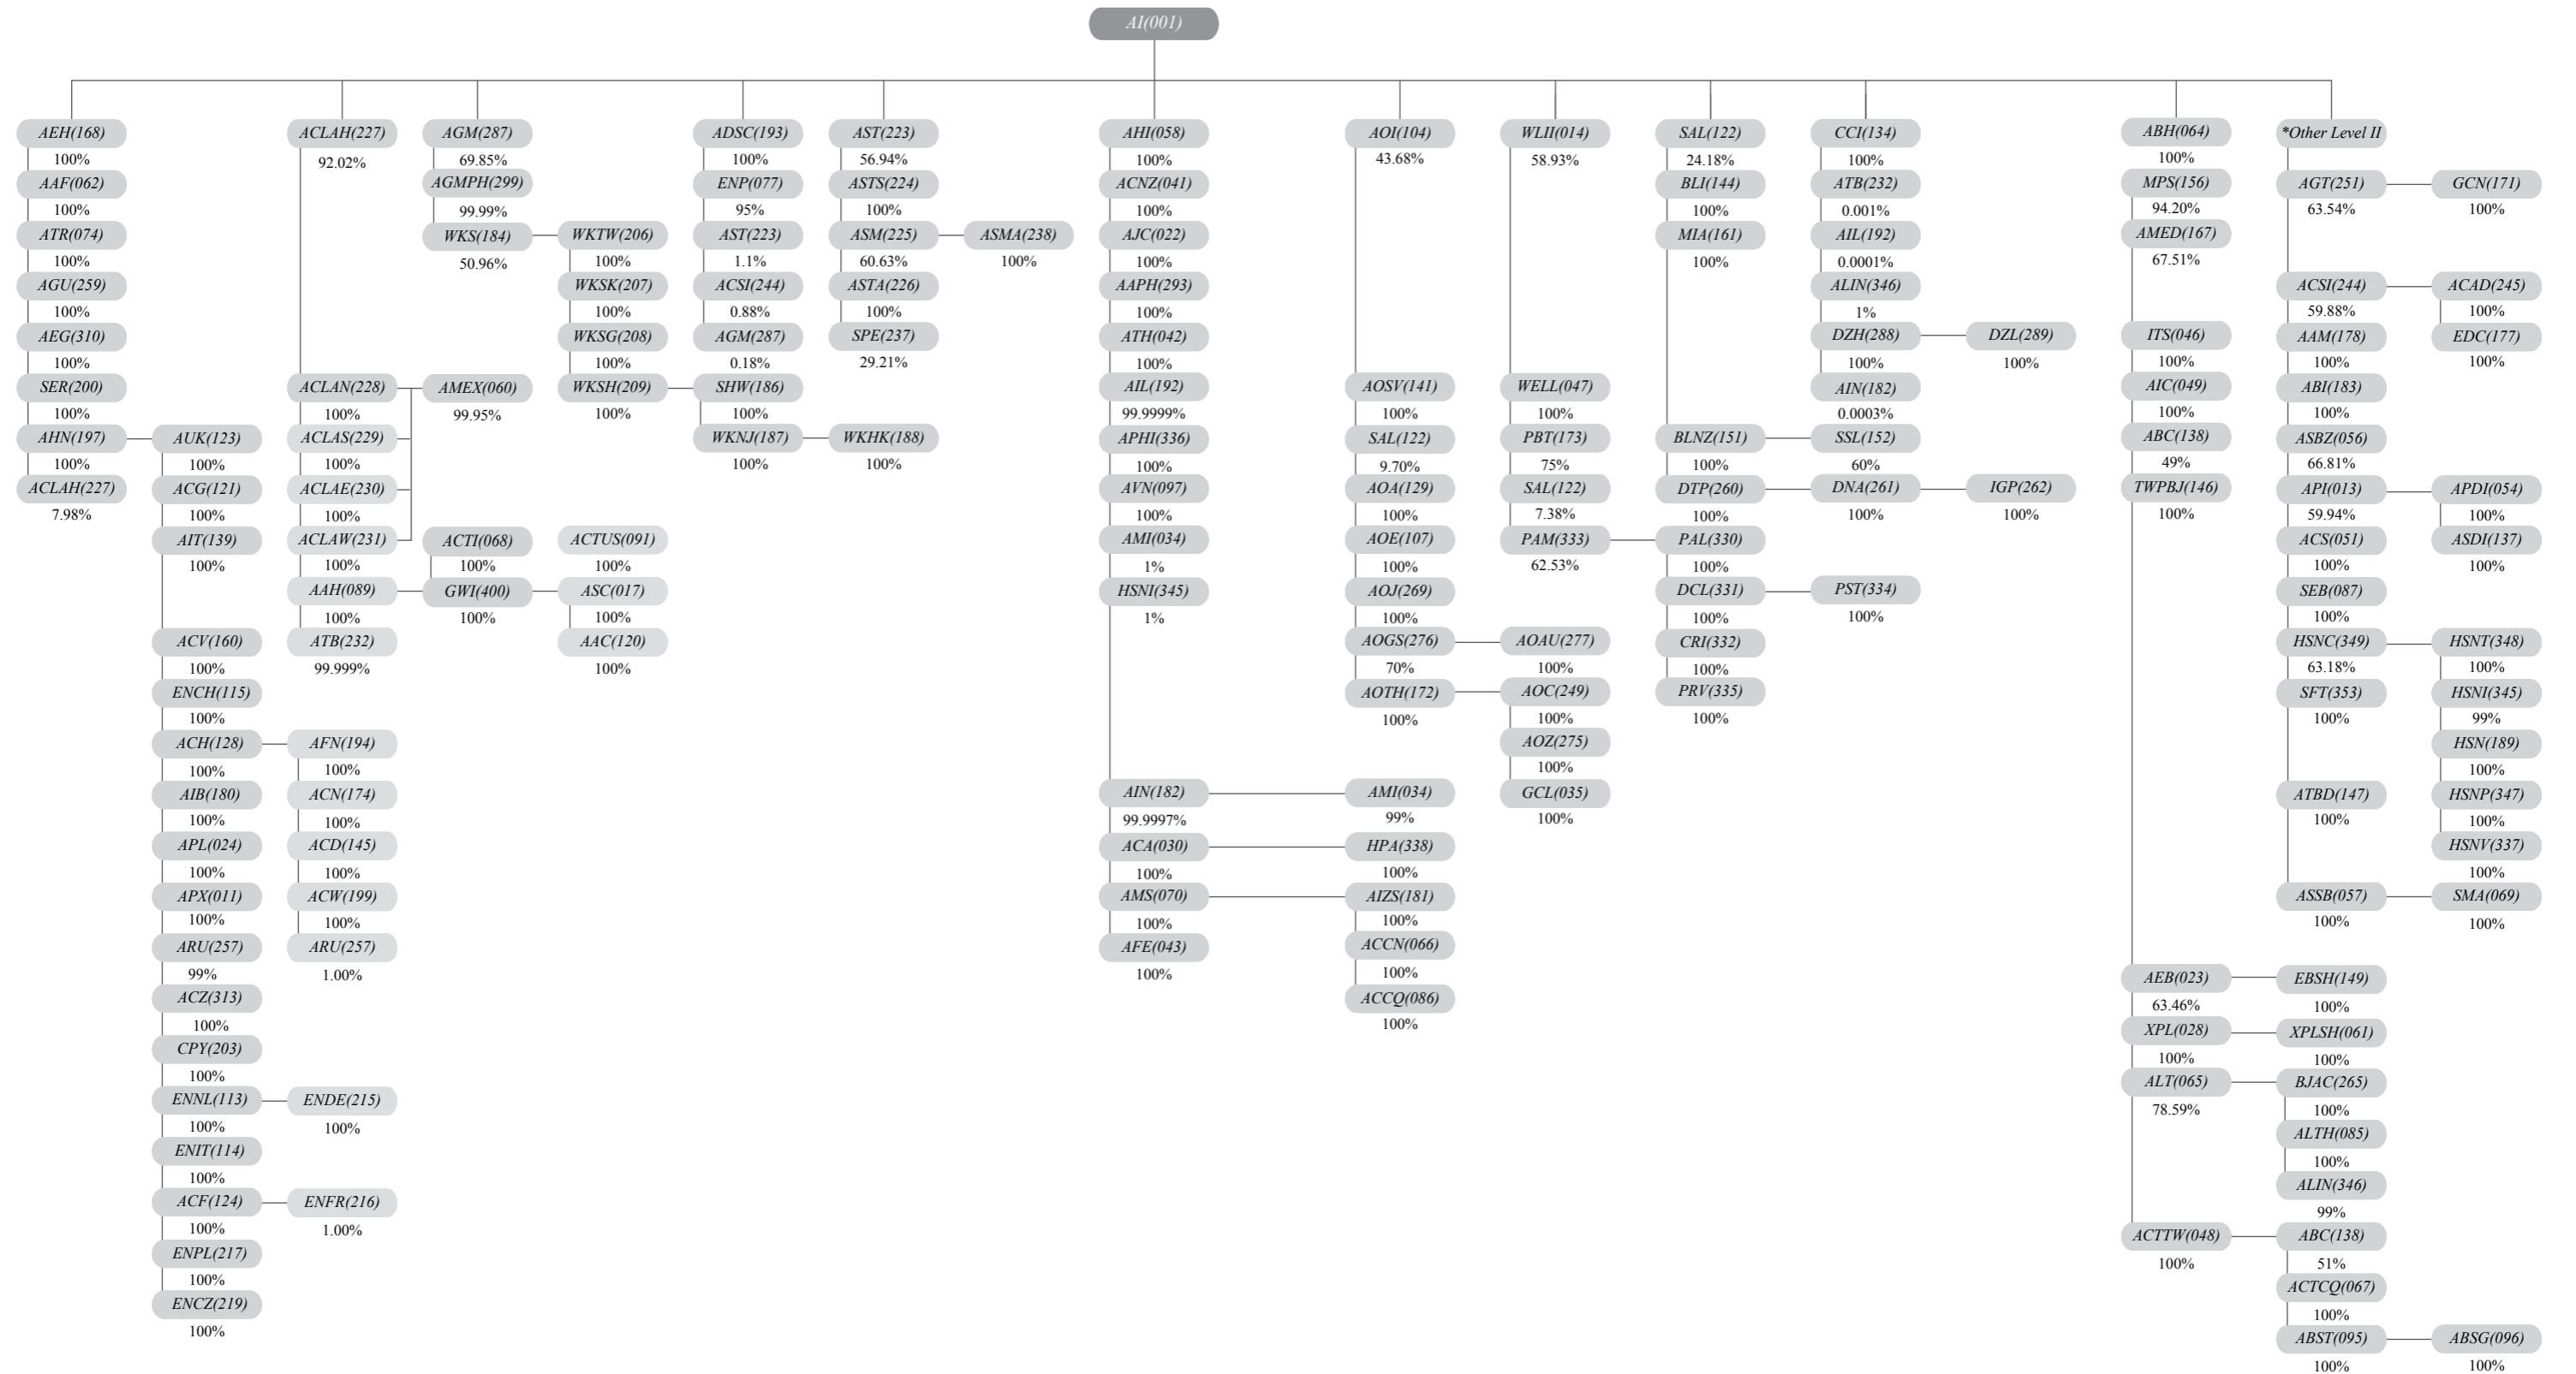 AI(001)
AEH(168)
100%
AAF(062)
100%
ATR(074)
100%
AGU(259)
100%
AEG(310)
100%
SER(200)
100%
AHN(197)
100%
ACLAH(227)
7.98%
AUK(123)
100%
ACG(121)
100%
AIT(139)
100%
ACV(160)
100%
ENCH(115)
100%
ACH(128)
100%
AIB(180)
100%
APL(024)
100%
APX(011)
100%
ARU(257)
99%
ACZ(313)
100%
CPY(203)
100%
ENNL(113)
100%
ENIT(114)
100%
ACF(124)
100%
ENPL(217)
100%
ENCZ(219)
100%
AFN(194)
100%
ACN(174)
100%
ACD(145)
100%
ACW(199)
100%
ARU(257)
1.00%
ENDE(215)
100%
ENFR(216)
1.00%
ACLAH(227)
92.02%
ACLAN(228)
100%
ACLAS(229)
100%
ACLAE(230)
100%
ACLAW(231)
100%
AAH(089)
100%
ATB(232)
99.999%
AMEX(060)
99.95%
ACTI(068)
100%
GWI(400)
100%
ACTUS(091)
100%
ASC(017)
100%
AAC(120)
100%
AGM(287)
69.85%
AGMPH(299)
99.99%
WKS(184)
50.96%
WKTW(206)
100%
WKSK(207)
100%
WKSG(208)
100%
WKSH(209)
100%
SHW(186)
100%
WKNJ(187)
100%
WKHK(188)
100%
ADSC(193)
100%
ENP(077)
95%
AST(223)
1.1%
ACSI(244)
0.88%
AGM(287)
0.18%
AST(223)
56.94%
ASTS(224)
100%
ASM(225)
60.63%
ASTA(226)
100%
SPE(237)
29.21%
ASMA(238)
100%
AHI(058)
100%
ACNZ(041)
100%
AJC(022)
100%
AAPH(293)
100%
ATH(042)
100%
AIL(192)
99.9999%
APHI(336)
100%
AVN(097)
100%
AMI(034)
1%
HSNI(345)
1%
AIN(182)
99.9997%
ACA(030)
100%
AMS(070)
100%
AFE(043)
100%
AMI(034)
99%
HPA(338)
100%
AIZS(181)
100%
ACCN(066)
100%
ACCQ(086)
100%
AOI(104)
43.68%
AOSV(141)
100%
SAL(122)
9.70%
AOA(129)
100%
AOE(107)
100%
AOJ(269)
100%
AOGS(276)
70%
AOTH(172)
100%
AOAU(277)
100%
AOC(249)
100%
AOZ(275)
100%
GCL(035)
100%
WLII(014)
58.93%
WELL(047)
100%
PBT(173)
75%
SAL(122)
7.38%
PAM(333)
62.53%
PAL(330)
100%
DCL(331)
100%
CRI(332)
100%
PRV(335)
100%
PST(334)
100%
SAL(122)
24.18%
BLI(144)
100%
MIA(161)
100%
BLNZ(151)
100%
DTP(260)
100%
SSL(152)
60%
DNA(261)
100%
IGP(262)
100%
CCI(134)
100%
ATB(232)
0.001%
AIL(192)
0.0001%
ALIN(346)
1%
DZH(288)
100%
AIN(182)
0.0003%
DZL(289)
100%
ABH(064)
100%
MPS(156)
94.20%
AMED(167)
67.51%
ITS(046)
100%
AIC(049)
100%
ABC(138)
49%
TWPBJ(146)
100%
AEB(023)
63.46%
XPL(028)
100%
ALT(065)
78.59%
ACTTW(048)
100%
EBSH(149)
100%
XPLSH(061)
100%
BJAC(265)
100%
ALTH(085)
100%
ALIN(346)
99%
ABC(138)
51%
ACTCQ(067)
100%
ABST(095)
100%
ABSG(096)
100%
*Other Level II
AGT(251)
63.54%
ACSI(244)
59.88%
AAM(178)
100%
ABI(183)
100%
ASBZ(056)
66.81%
API(013)
59.94%
ACS(051)
100%
SEB(087)
100%
HSNC(349)
63.18%
SFT(353)
100%
ATBD(147)
100%
ASSB(057)
100%
GCN(171)
100%
ACAD(245)
100%
EDC(177)
100%
APDI(054)
100%
ASDI(137)
100%
HSNT(348)
100%
HSNI(345)
99%
HSN(189)
100%
HSNP(347)
100%
HSNV(337)
100%
SMA(069)
100%